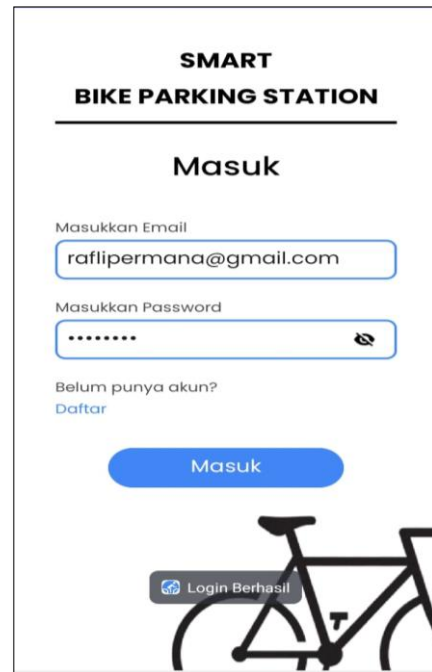 SMART
BIKE PARKING STATION
Masuk
Masukkan Email
raflipermana@gmail.com
Masukkan Password
••••••••
Belum punya akun?
Daftar
Masuk
Login Berhasil